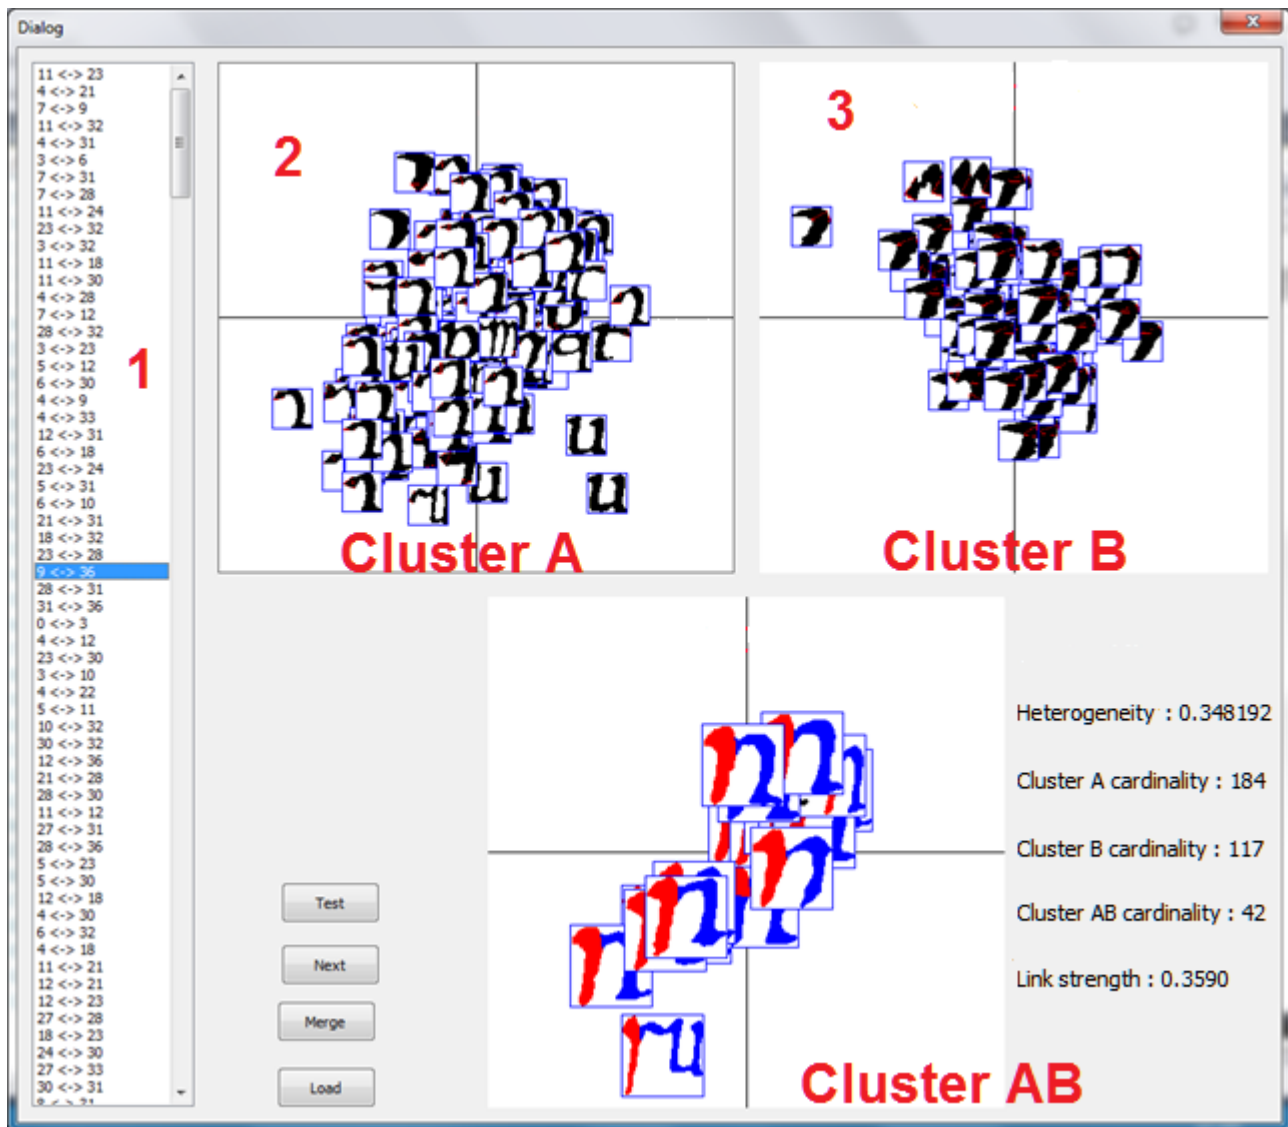 Dialog
11 <-> 23
4 <-> 21
7 <-> 9
11 <-> 32
4 <-> 31
3 <-> 6
7 <-> 31
7 <-> 28
11 <-> 24
23 <-> 32
3 <-> 32
11 <-> 18
11 <-> 30
4 <-> 28
7 <-> 12
28 <-> 32
3 <-> 23
5 <-> 12
6 <-> 30
4 <-> 9
4 <-> 33
12 <-> 31
6 <-> 18
23 <-> 24
5 <-> 31
6 <-> 10
21 <-> 31
18 <-> 32
23 <-> 28
9 <-> 36
28 <-> 31
31 <-> 36
0 <-> 3
4 <-> 12
23 <-> 30
3 <-> 10
4 <-> 22
5 <-> 11
10 <-> 32
30 <-> 32
12 <-> 36
21 <-> 28
28 <-> 30
11 <-> 12
27 <-> 31
28 <-> 36
5 <-> 23
5 <-> 30
12 <-> 18
4 <-> 30
6 <-> 32
4 <-> 18
11 <-> 21
12 <-> 21
12 <-> 23
27 <-> 28
18 <-> 23
24 <-> 30
27 <-> 33
30 <-> 31
1
2
Cluster A
3
Cluster B
Cluster AB
Heterogeneity : 0.348192
Cluster A cardinality : 184
Cluster B cardinality : 117
Cluster AB cardinality : 42
Link strength : 0.3590
Test
Next
Merge
Load